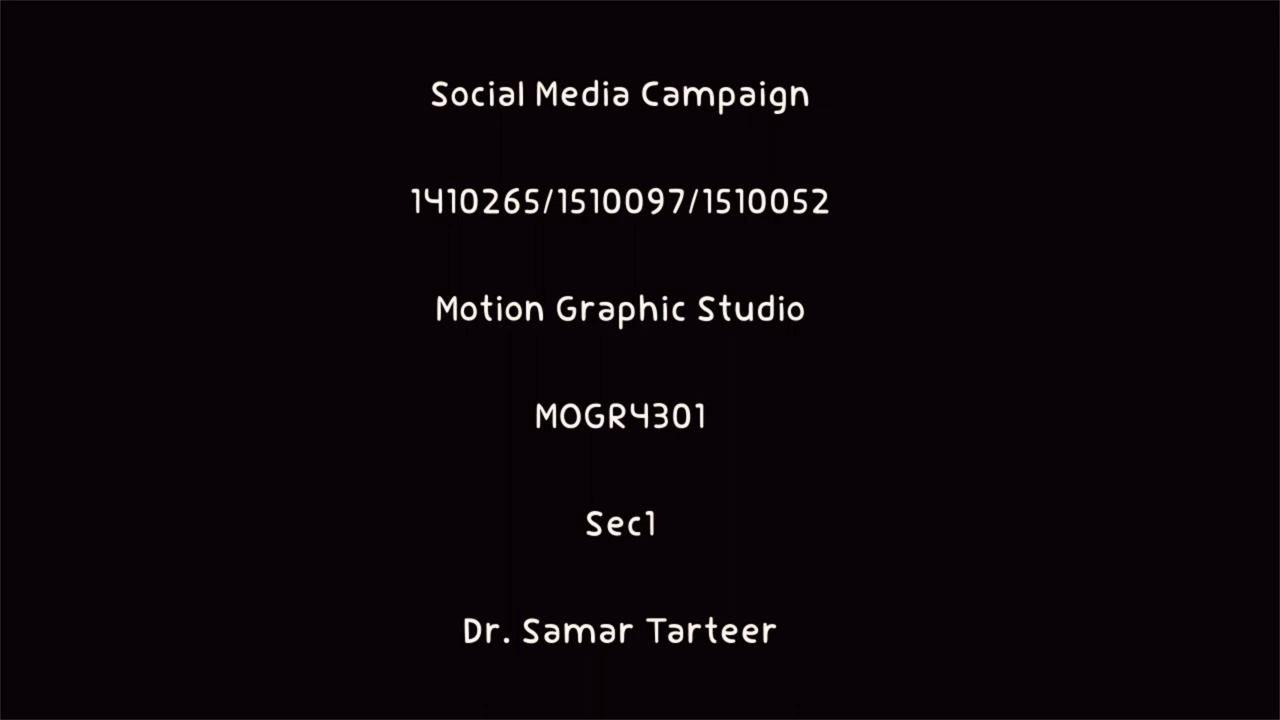 Social Media Campaign
1410265/1510097/1510052
Motion Graphic Studio
MOGR4301
Sec1
Dr. Samar Tarteer